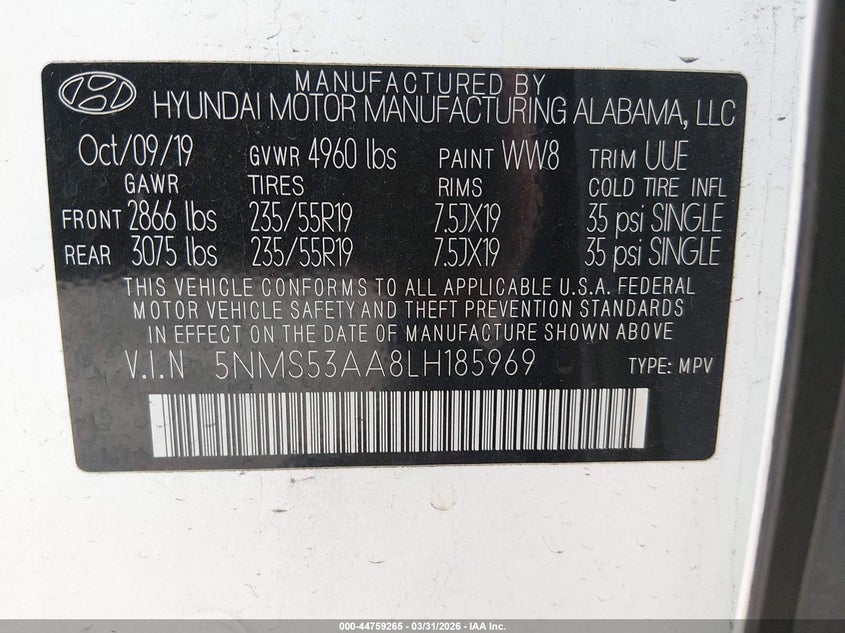 MANUFACTURED BY
HYUNDAI MOTOR MANUFACTURING ALABAMA, LLC
Oct/09/19 GVWR 4960 lbs PAINT WW8 TRIM UUE
GAWR TIRES RIMS COLD TIRE INFL
FRONT 2866 lbs 235/55R19 7.5JX19 35 psi SINGLE
REAR 3075 lbs 235/55R19 7.5JX19 35 psi SINGLE
THIS VEHICLE CONFORMS TO ALL APPLICABLE U.S.A. FEDERAL
MOTOR VEHICLE SAFETY AND THEFT PREVENTION STANDARDS
IN EFFECT ON THE DATE OF MANUFACTURE SHOWN ABOVE
V.I.N 5NMS53AA8LH185969 TYPE: MPV
000-44759265 - 03/31/2026 - IAA Inc.